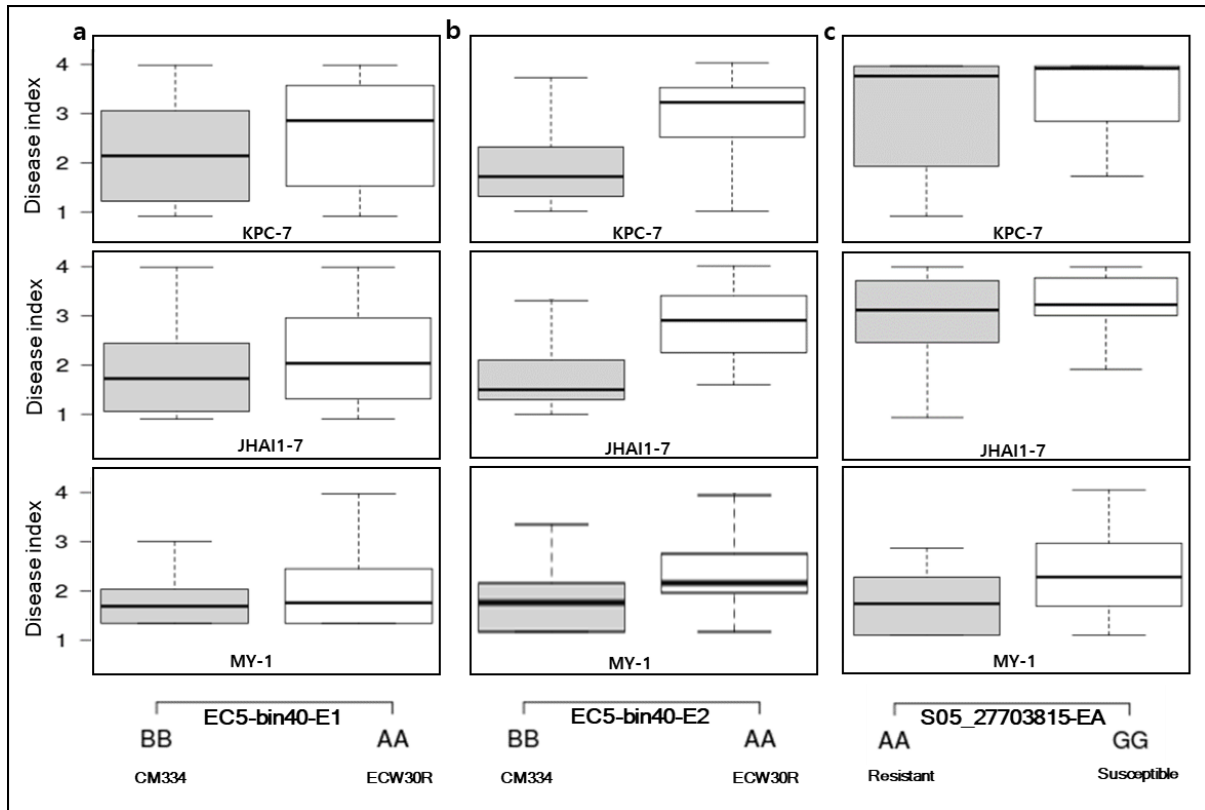 a
b
c
Disease index
4
3
2
1
KPC-7
KPC-7
KPC-7
Disease index
4
3
2
1
JHAI1-7
JHAI1-7
JHAI1-7
Disease index
4
3
2
1
MY-1
MY-1
MY-1
EC5-bin40-E1
EC5-bin40-E2
S05_27703815-EA
BB
AA
BB
AA
AA
GG
CM334
ECW30R
CM334
ECW30R
Resistant
Susceptible